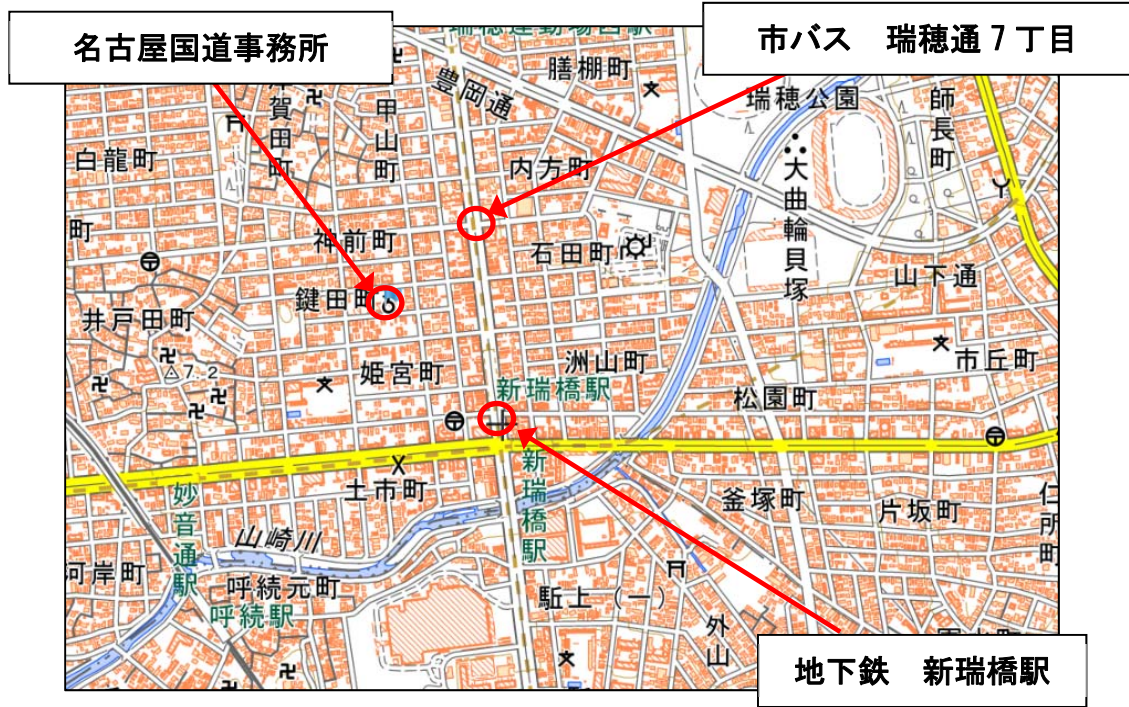 名古屋国道事務所
市バス　瑞穂通７丁目
瑞穂運動場西駅
膳棚町
豊岡通
瑞穂公園
師長町
甲山町
白龍町
内方町
大曲輪貝塚
町
神前町
石田町
山下通
鍵田町
井戸田町
洲山町
市丘町
姫宮町
7.2
新瑞橋駅
松園町
新瑞橋駅
土市町
妙音通駅
釜塚町
片坂町
仁所町
山崎川
河岸町
呼続元町
呼続駅
駈上（一）
外山
地下鉄　新瑞橋駅